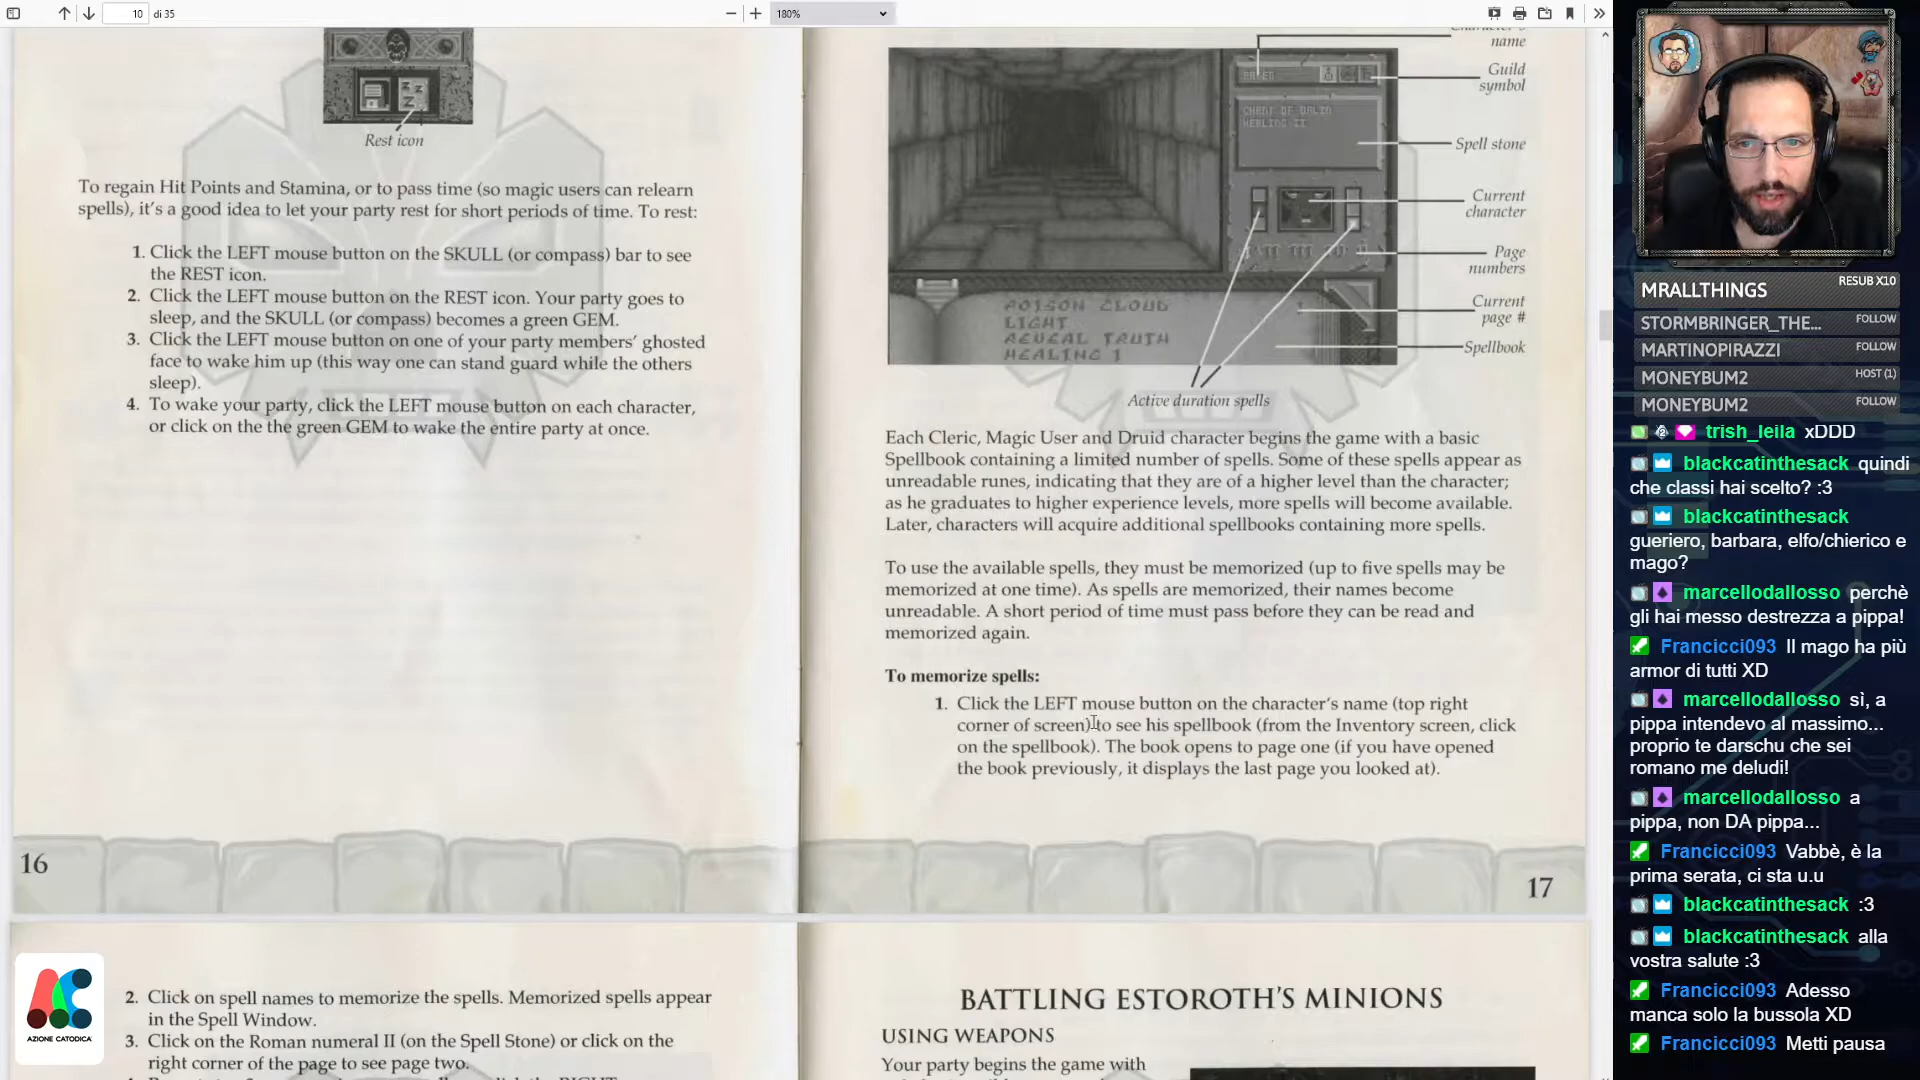 10
di 35
180%
Rest icon
To regain Hit Points and Stamina, or to pass time (so magic users can relearn
spells), it's a good idea to let your party rest for short periods of time. To rest:
1. Click the LEFT mouse button on the SKULL (or compass) bar to see
the REST icon.
2. Click the LEFT mouse button on the REST icon. Your party goes to
sleep, and the SKULL (or compass) becomes a green GEM.
3. Click the LEFT mouse button on one of your party members' ghosted
face to wake him up (this way one can stand guard while the others
sleep).
4. To wake your party, click the LEFT mouse button on each character,
or click on the the green GEM to wake the entire party at once.
16
name
Guild
symbol
Spell stone
Current
character
Page
numbers
Current
page #
Spellbook
HEALING II
POISON CLOUD
LIGHT
REVEAL TRUTH
HEALING I
Active duration spells
Each Cleric, Magic User and Druid character begins the game with a basic
Spellbook containing a limited number of spells. Some of these spells appear as
unreadable runes, indicating that they are of a higher level than the character;
as he graduates to higher experience levels, more spells will become available.
Later, characters will acquire additional spellbooks containing more spells.
To use the available spells, they must be memorized (up to five spells may be
memorized at one time). As spells are memorized, their names become
unreadable. A short period of time must pass before they can be read and
memorized again.
To memorize spells:
1. Click the LEFT mouse button on the character's name (top right
corner of screen) to see his spellbook (from the Inventory screen, click
on the spellbook). The book opens to page one (if you have opened
the book previously, it displays the last page you looked at).
17
2. Click on spell names to memorize the spells. Memorized spells appear
in the Spell Window.
3. Click on the Roman numeral II (on the Spell Stone) or click on the
right corner of the page to see page two.
BATTLING ESTOROTH'S MINIONS
USING WEAPONS
Your party begins the game with
AZIONE CATODICA
MRALLTHINGS RESUB X10
STORMBRINGER_THE... FOLLOW
MARTINOPIRAZZI FOLLOW
MONEYBUM2 HOST (1)
MONEYBUM2 FOLLOW
trish_leila xDDD
blackcatinthesack quindi
che classi hai scelto? :3
blackcatinthesack
gueriero, barbara, elfo/chierico e
mago?
marcellodallosso perchè
gli hai messo destrezza a pippa!
Francicci093 Il mago ha più
armor di tutti XD
marcellodallosso sì, a
pippa intendevo al massimo...
proprio te darschu che sei
romano me deludi!
marcellodallosso a
pippa, non DA pippa...
Francicci093 Vabbè, è la
prima serata, ci sta u.u
blackcatinthesack :3
blackcatinthesack alla
vostra salute :3
Francicci093 Adesso
manca solo la bussola XD
Francicci093 Metti pausa